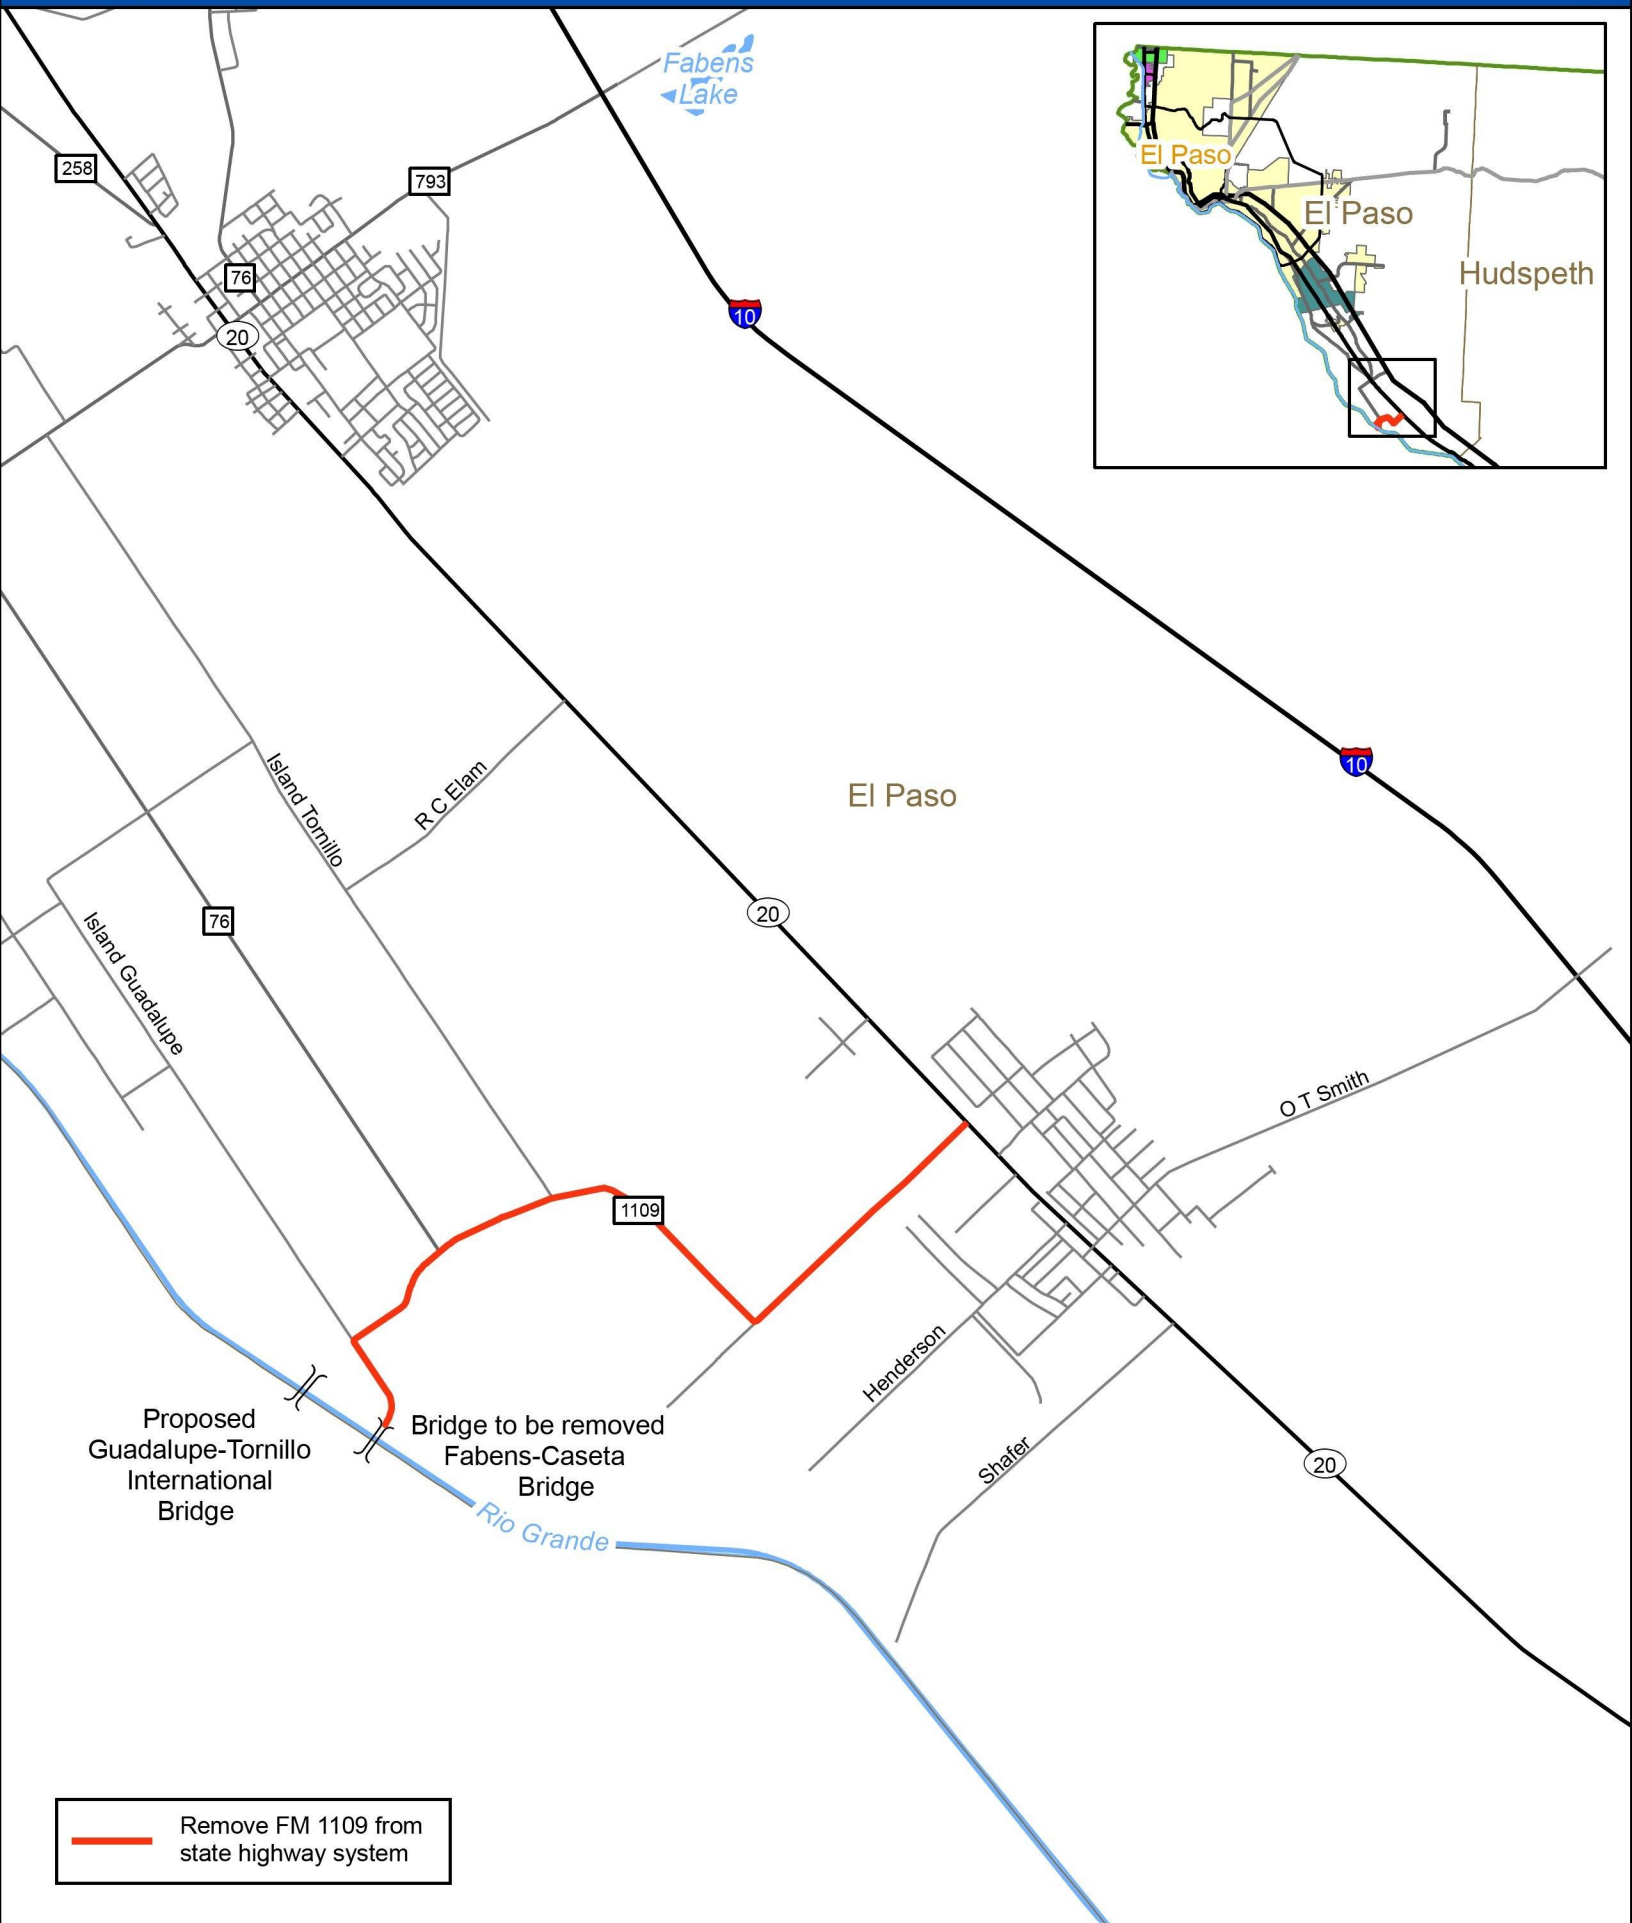 Fabens
Lake
258
793
76
20
10
El Paso
El Paso
Hudspeth
10
Island Tornillo
R C Elam
El Paso
76
Island Guadalupe
20
O T Smith
1109
Henderson
Shafer
20
Proposed
Guadalupe-Tornillo
International
Bridge
Bridge to be removed
Fabens-Caseta
Bridge
Rio Grande
Remove FM 1109 from
state highway system